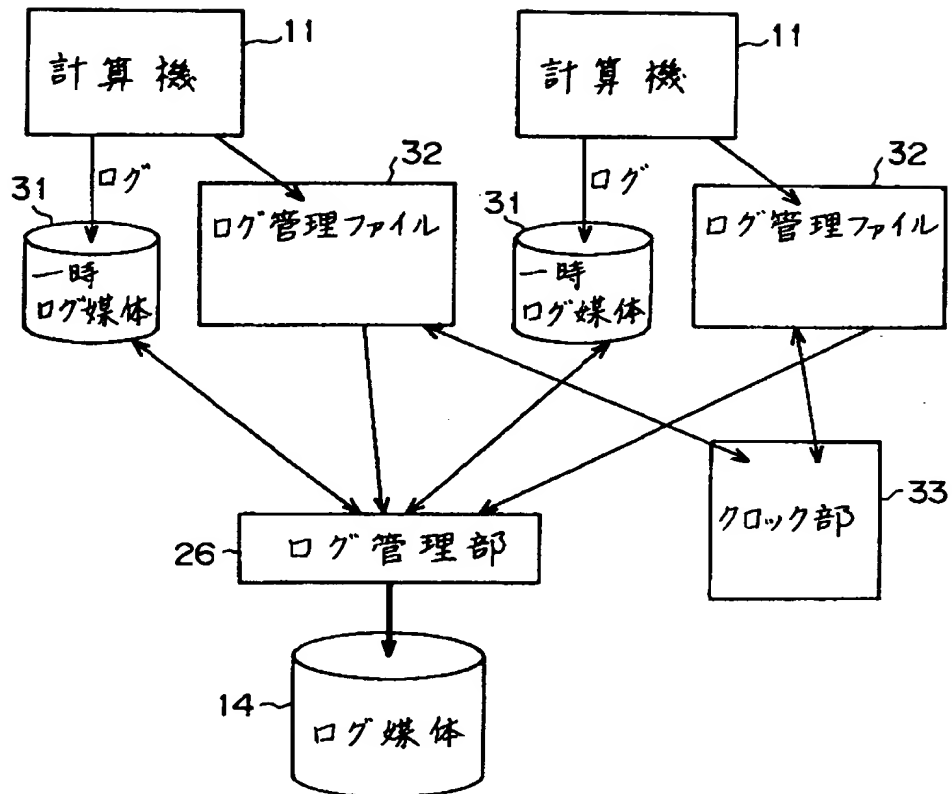 11
計算機
11
計算機
ログ
31
32
ログ管理ファイル
一時
ログ媒体
ログ
31
32
ログ管理ファイル
一時
ログ媒体
33
クロック部
26
ログ管理部
14
ログ媒体